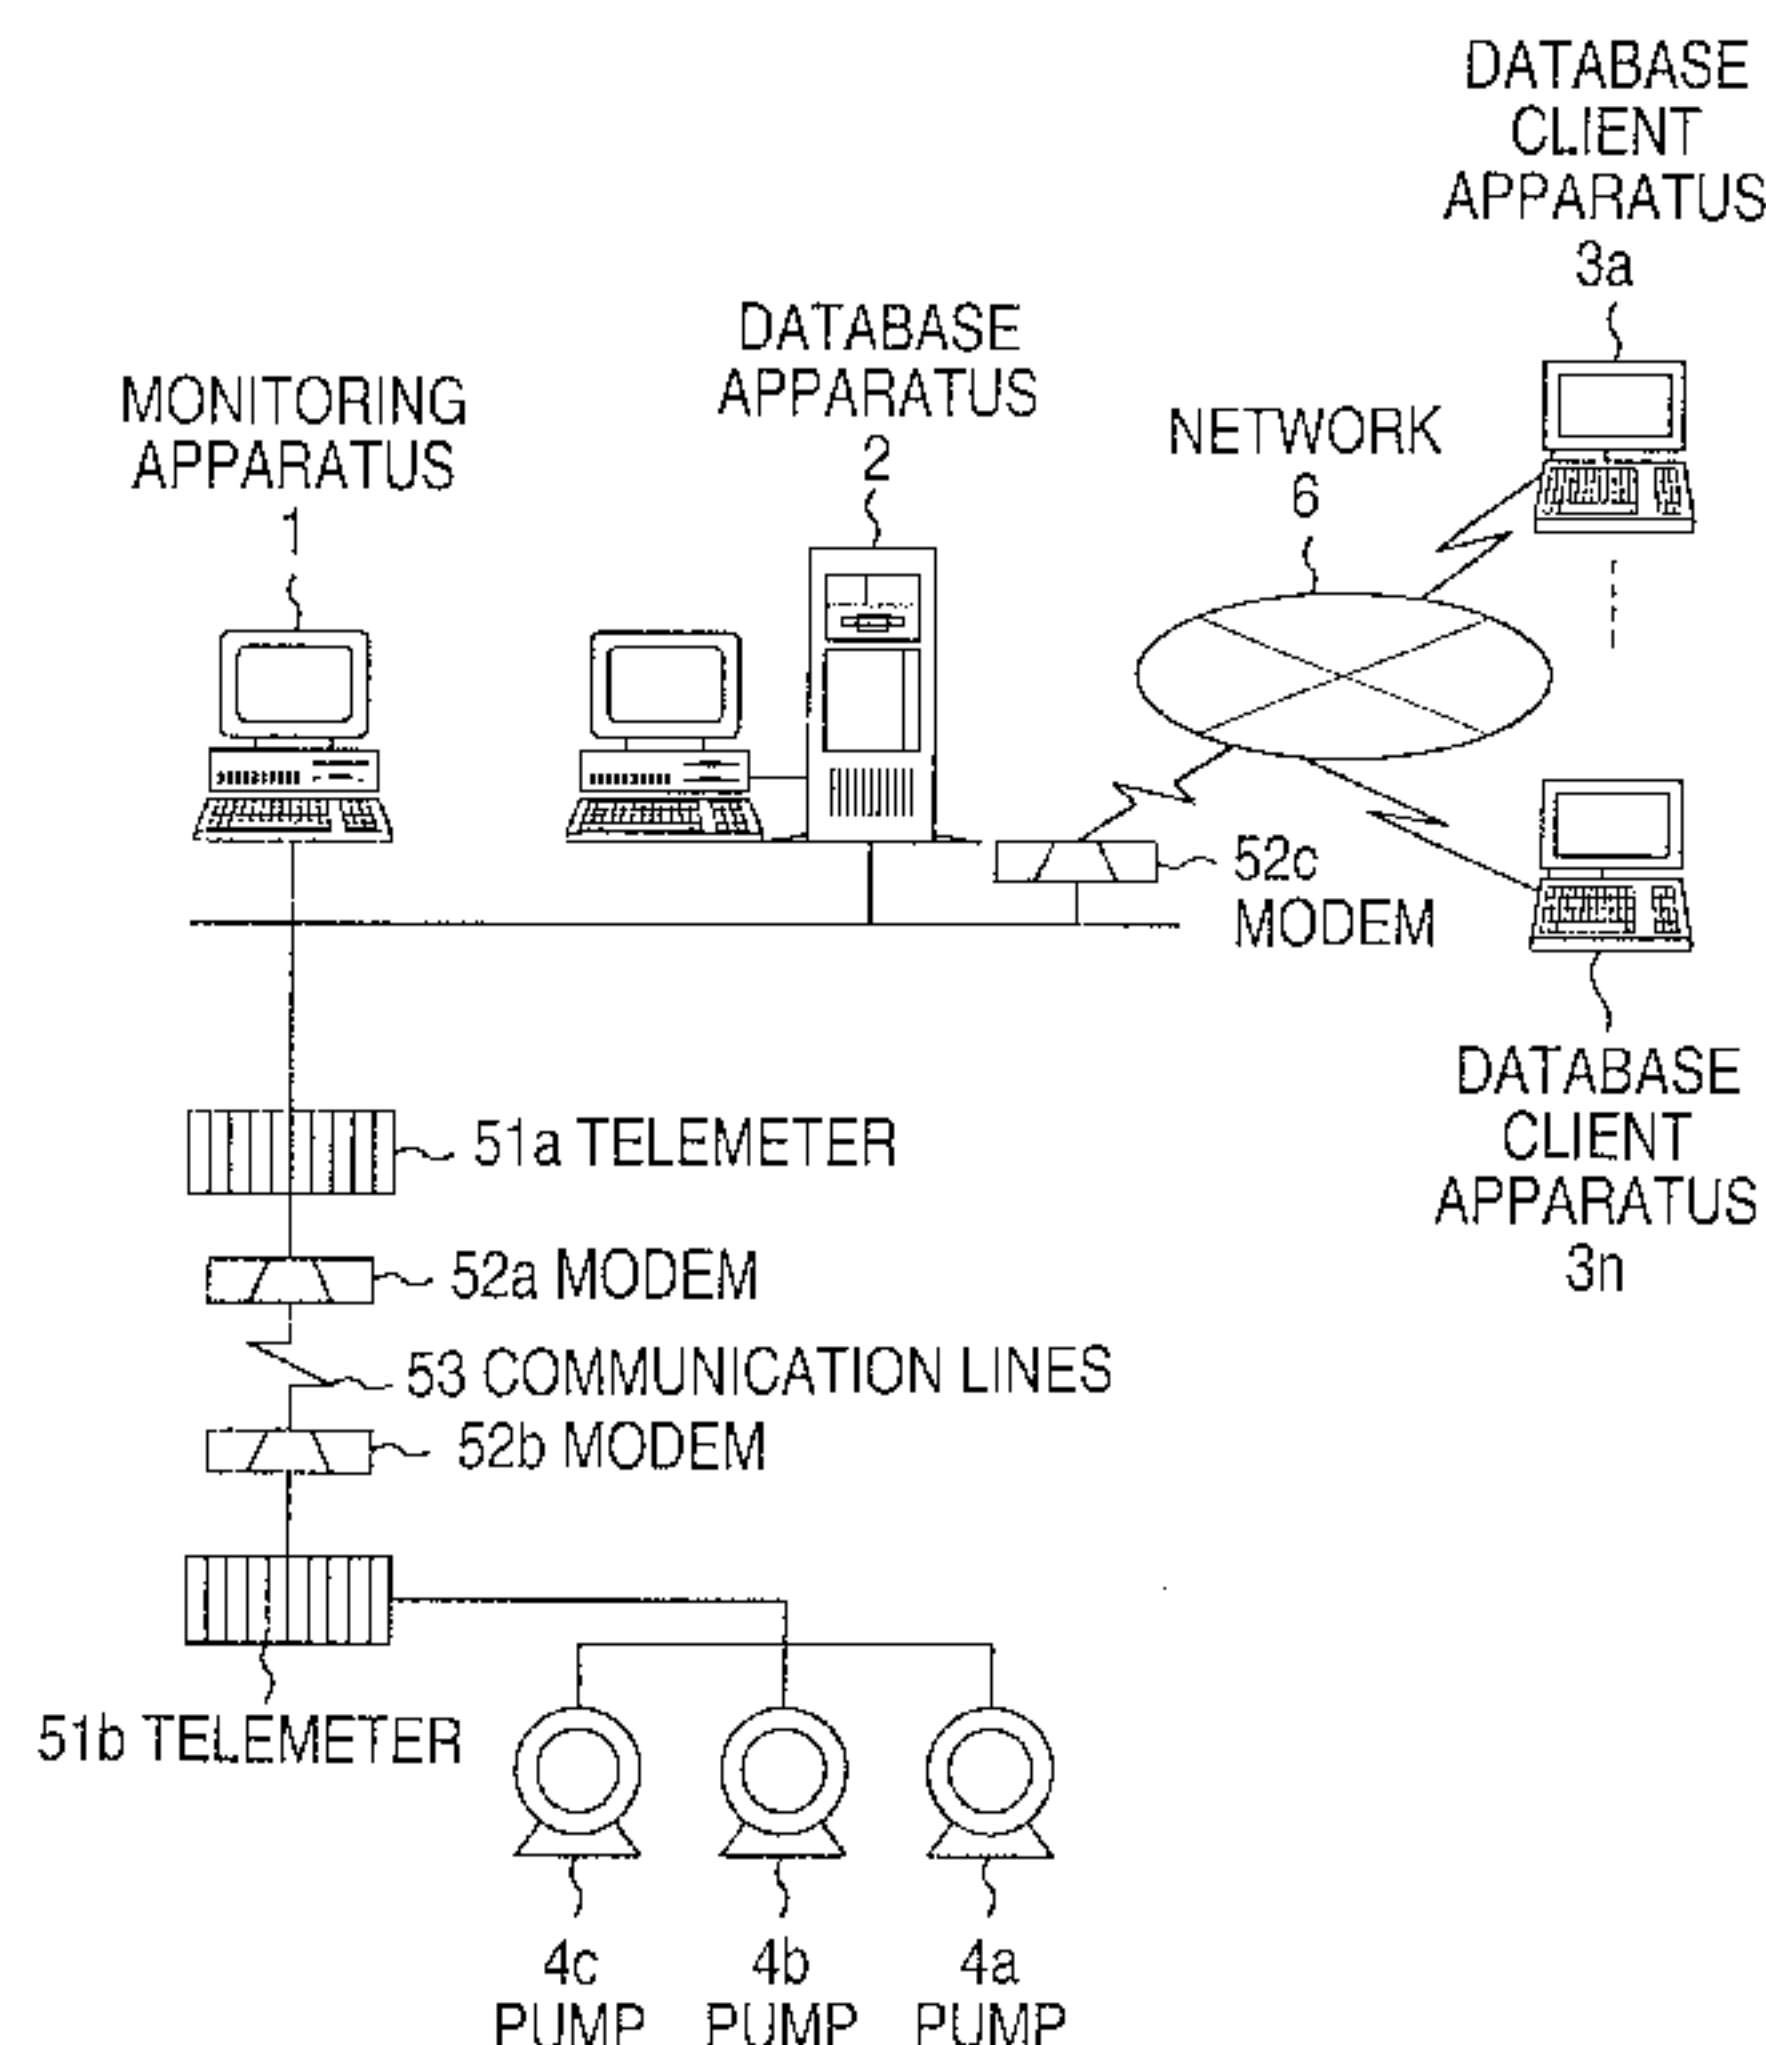 DATABASE
CLIENT
APPARATUS
3a
DATABASE
APPARATUS
2
MONITORING
APPARATUS
1
NETWORK
6
52c
MODEM
DATABASE
CLIENT
APPARATUS
3n
51a TELEMETER
52a MODEM
53 COMMUNICATION LINES
52b MODEM
51b TELEMETER
4c
PUMP
4b
PUMP
4a
PUMP